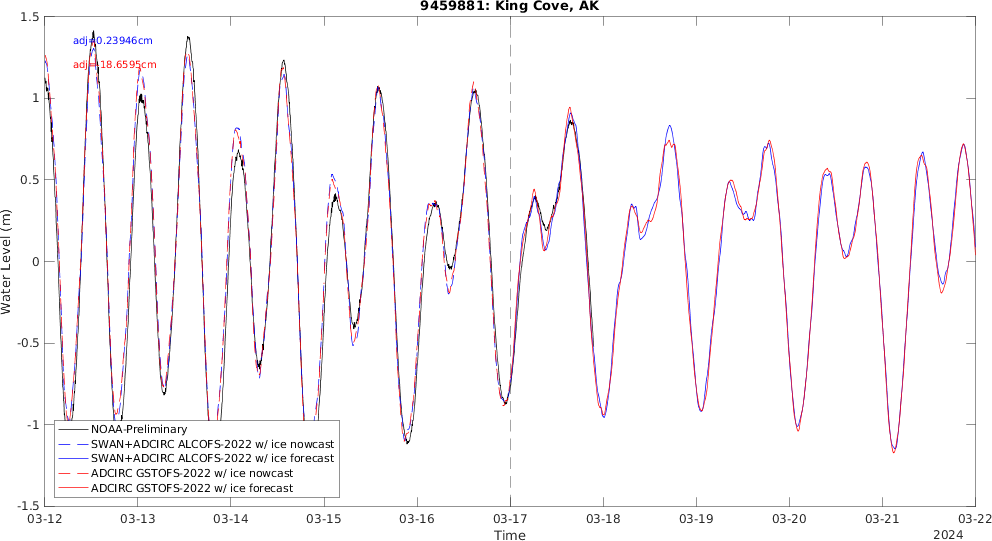 9459881: King Cove, AK
adj=0.23946cm
adj=-18.6595cm
Water Level (m)
1.5
1
0.5
0
-0.5
-1
-1.5
NOAA-Preliminary
SWAN+ADCIRC ALCOFS-2022 w/ ice nowcast
SWAN+ADCIRC ALCOFS-2022 w/ ice forecast
ADCIRC GSTOFS-2022 w/ ice nowcast
ADCIRC GSTOFS-2022 w/ ice forecast
03-12 03-13 03-14 03-15 03-16 03-17 03-18 03-19 03-20 03-21 03-22
Time
2024